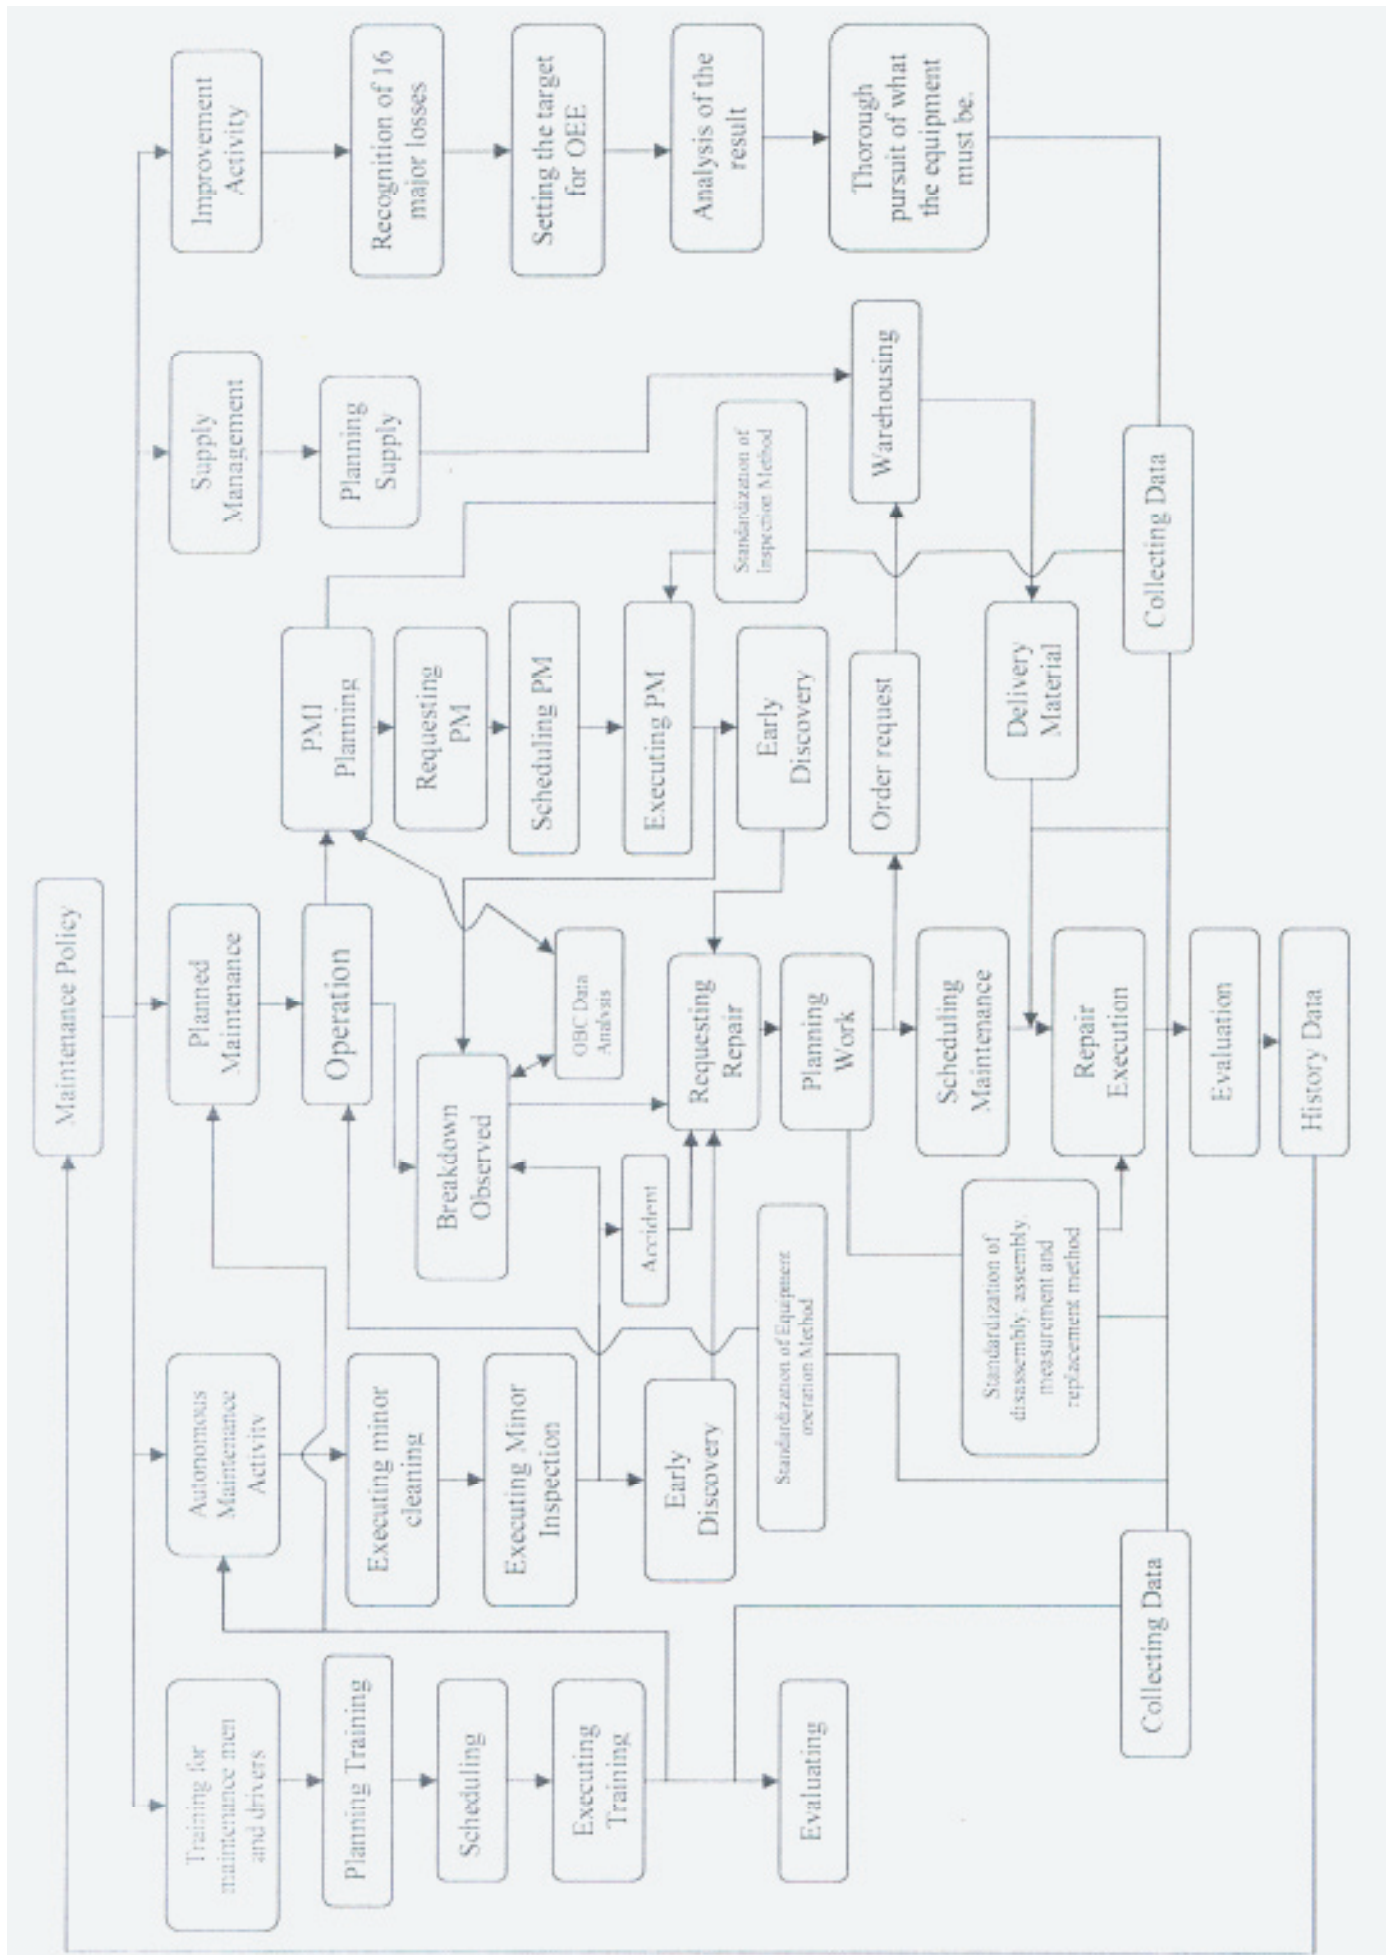 Maintenance Policy
Training for
maintenance men
and drivers
Planning Training
Scheduling
Executing
Training
Evaluating
Autonomous
Maintenance
Activity
Executing minor
cleaning
Executing Minor
Inspection
Early
Discovery
Standardization of Equipment
operation Method
Planned
Maintenance
Operation
Breakdown
Observed
OBC Data
Analysis
Accident
Requesting
Repair
Planning
Work
Scheduling
Maintenance
Repair
Execution
Evaluation
History Data
Standardization of
disassembly, assembly,
measurement and
replacement method
PMI
Planning
Requesting
PM
Scheduling PM
Executing PM
Early
Discovery
Order request
Delivery
Material
Supply
Management
Planning
Supply
Standardization of
Inspection Method
Warehousing
Improvement
Activity
Recognition of 16
major losses
Setting the target
for OEE
Analysis of the
result
Thorough
pursuit of what
the equipment
must be.
Collecting Data
Collecting Data